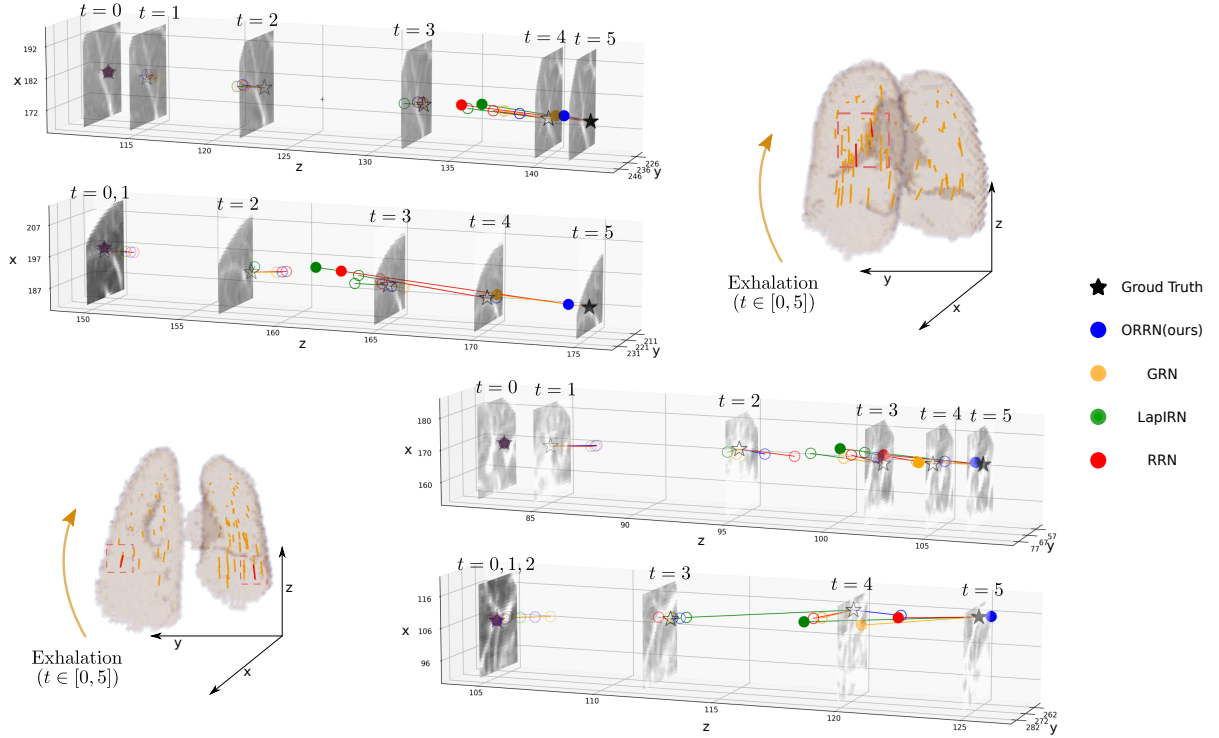 t = 0
t = 1
t = 2
t = 3
t = 4
t = 5
192
182
172
x
115
120
125
130
135
140
z
226
236
246
y
t = 0, 1
t = 2
t = 3
t = 4
t = 5
207
197
187
x
150
155
160
165
170
175
z
211
221
231
y
Exhalation
(t ∈ [0, 5])
z
y
x
Groud Truth
ORRN(ours)
GRN
LapIRN
RRN
t = 0
t = 1
t = 2
t = 3
t = 4
t = 5
180
170
160
x
85
90
95
100
105
z
57
67
77
y
Exhalation
(t ∈ [0, 5])
z
y
x
t = 0, 1, 2
t = 3
t = 4
t = 5
116
106
96
x
105
110
115
120
125
z
262
272
282
y